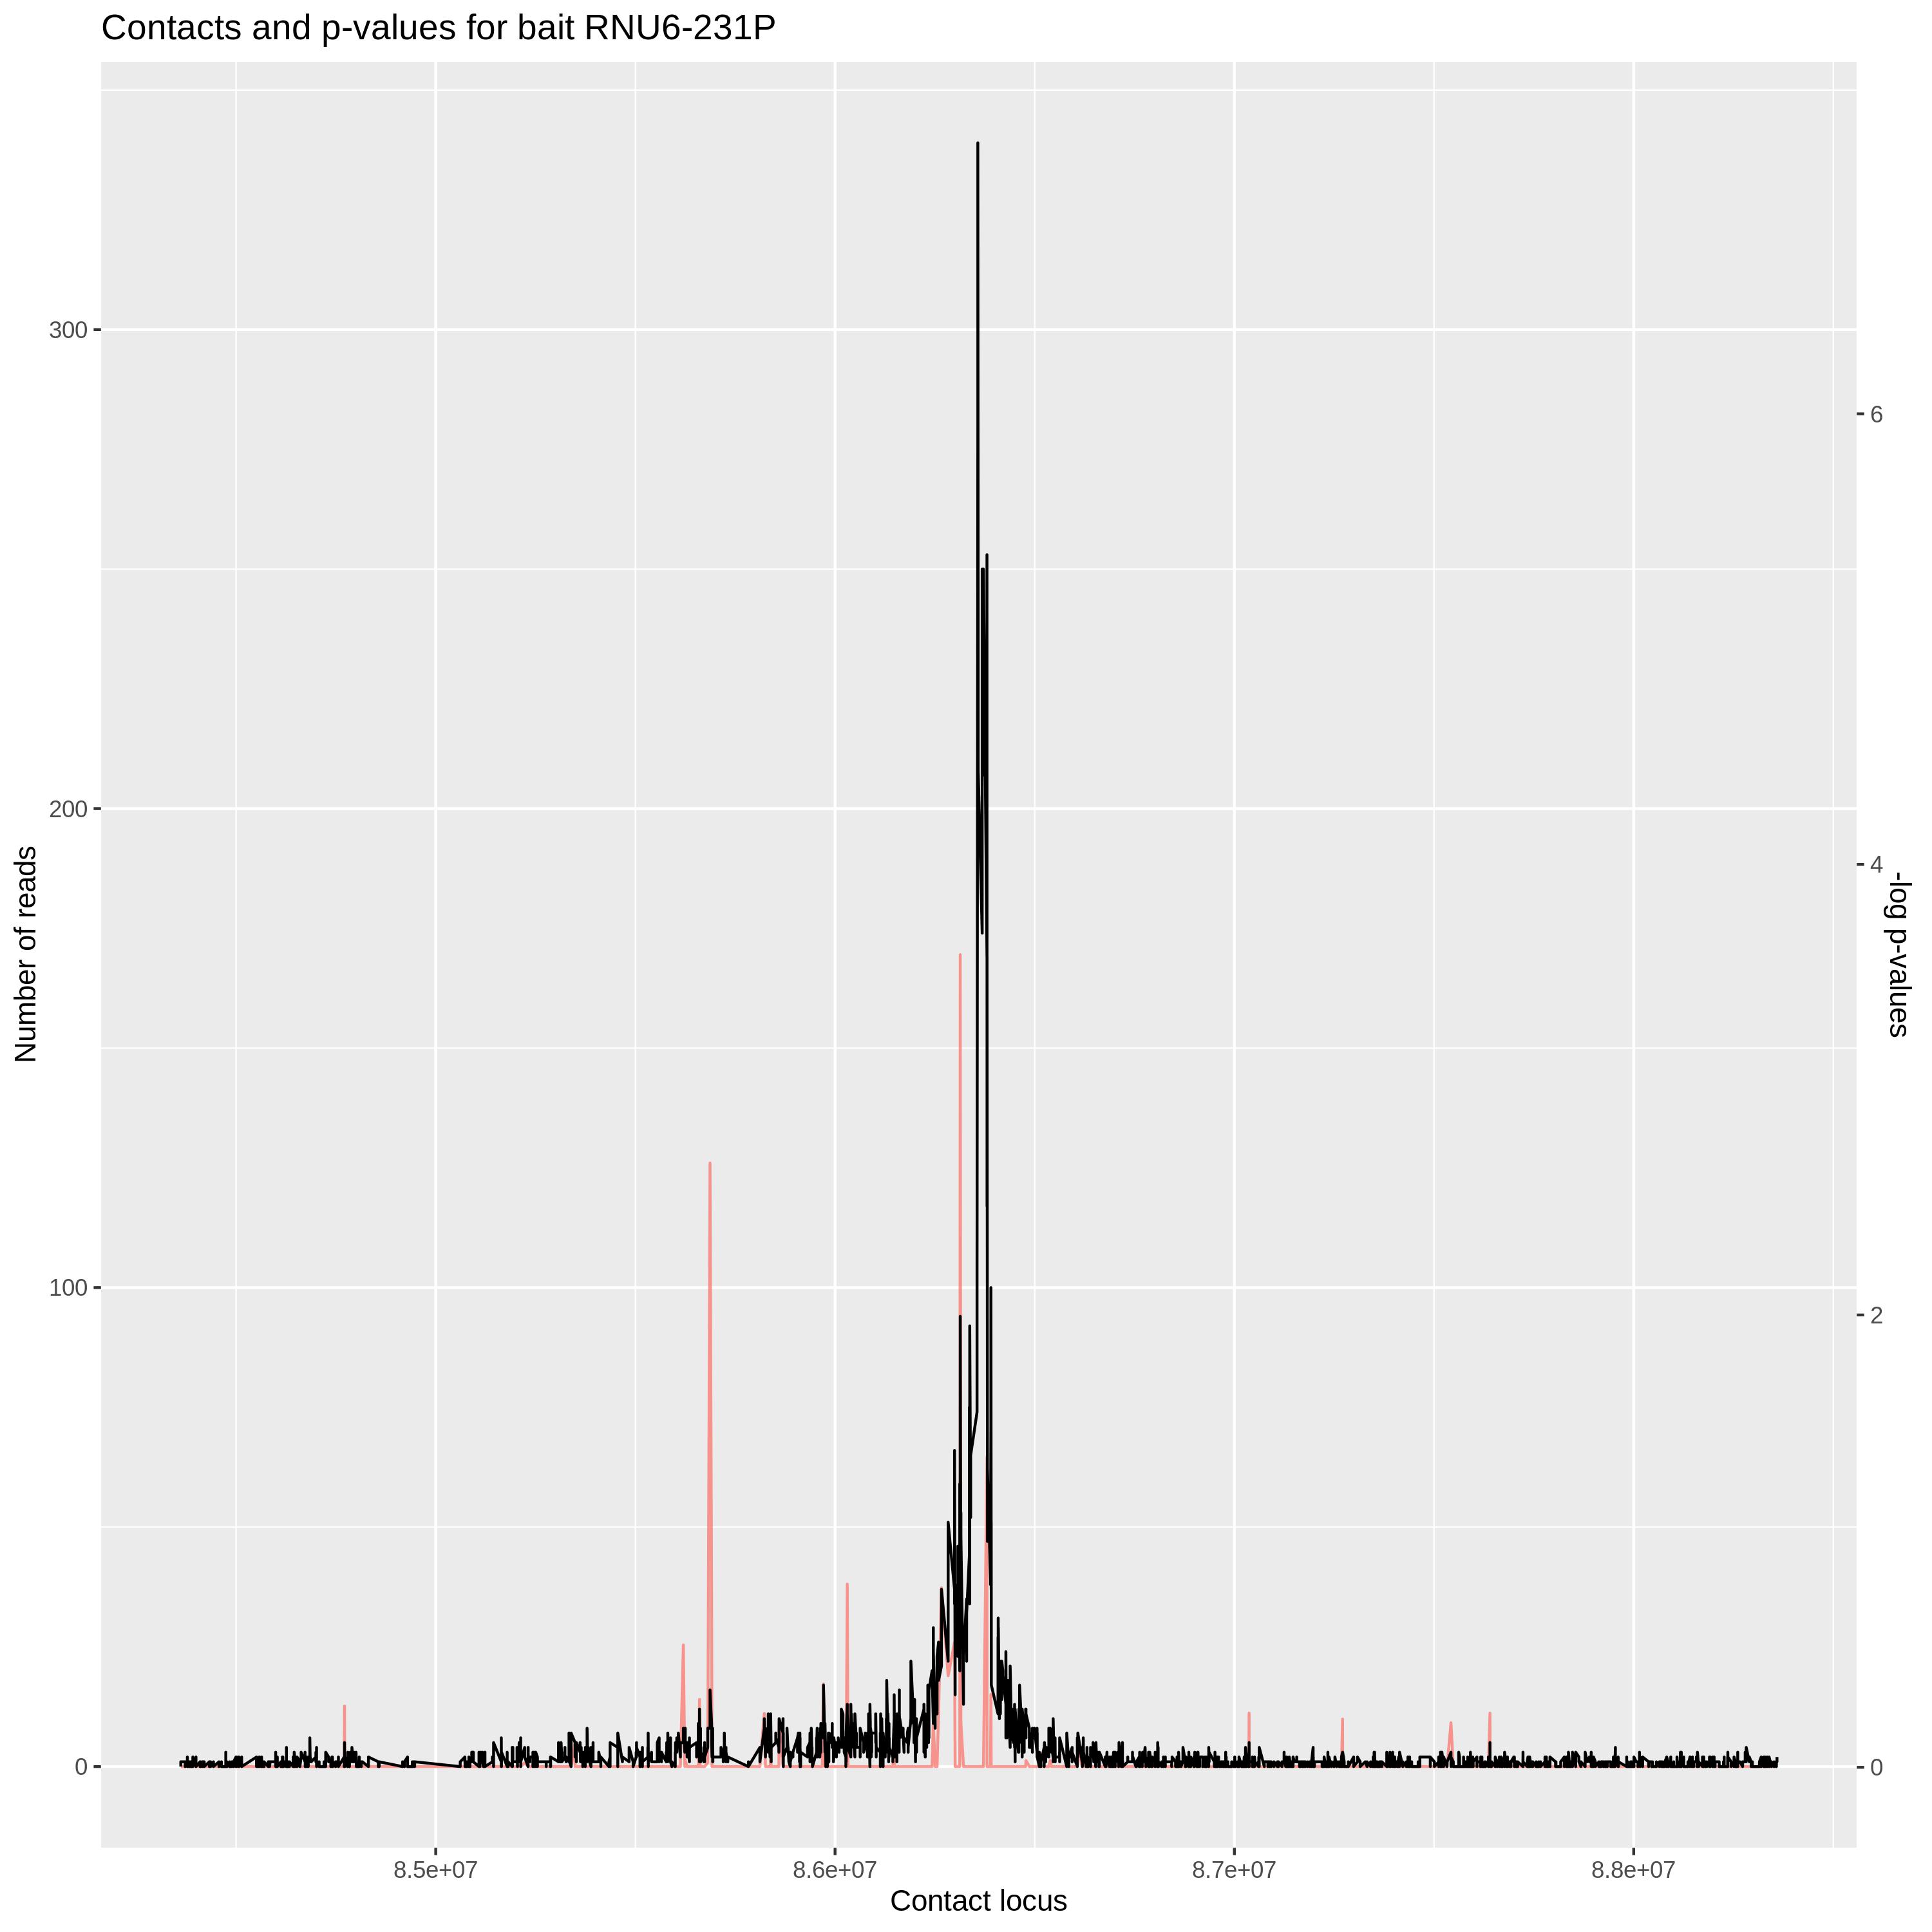 Contacts and p-values for bait RNU6-231P
300
200
100
0
Number of reads
6
4
2
0
-log p-values
8.5e+07
8.6e+07
8.7e+07
8.8e+07
Contact locus